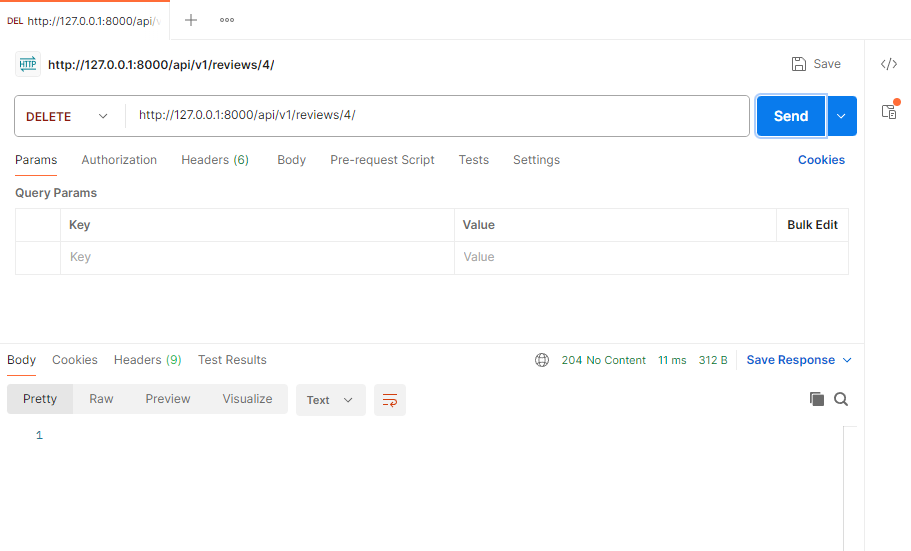 DEL http://127.0.0.1:8000/api/v
HTTP http://127.0.0.1:8000/api/v1/reviews/4/ Save
DELETE http://127.0.0.1:8000/api/v1/reviews/4/ Send
Params Authorization Headers (6) Body Pre-request Script Tests Settings Cookies
Query Params
Key Value Bulk Edit
Key Value
Body Cookies Headers (9) Test Results 204 No Content 11 ms 312 B Save Response
Pretty Raw Preview Visualize Text
1